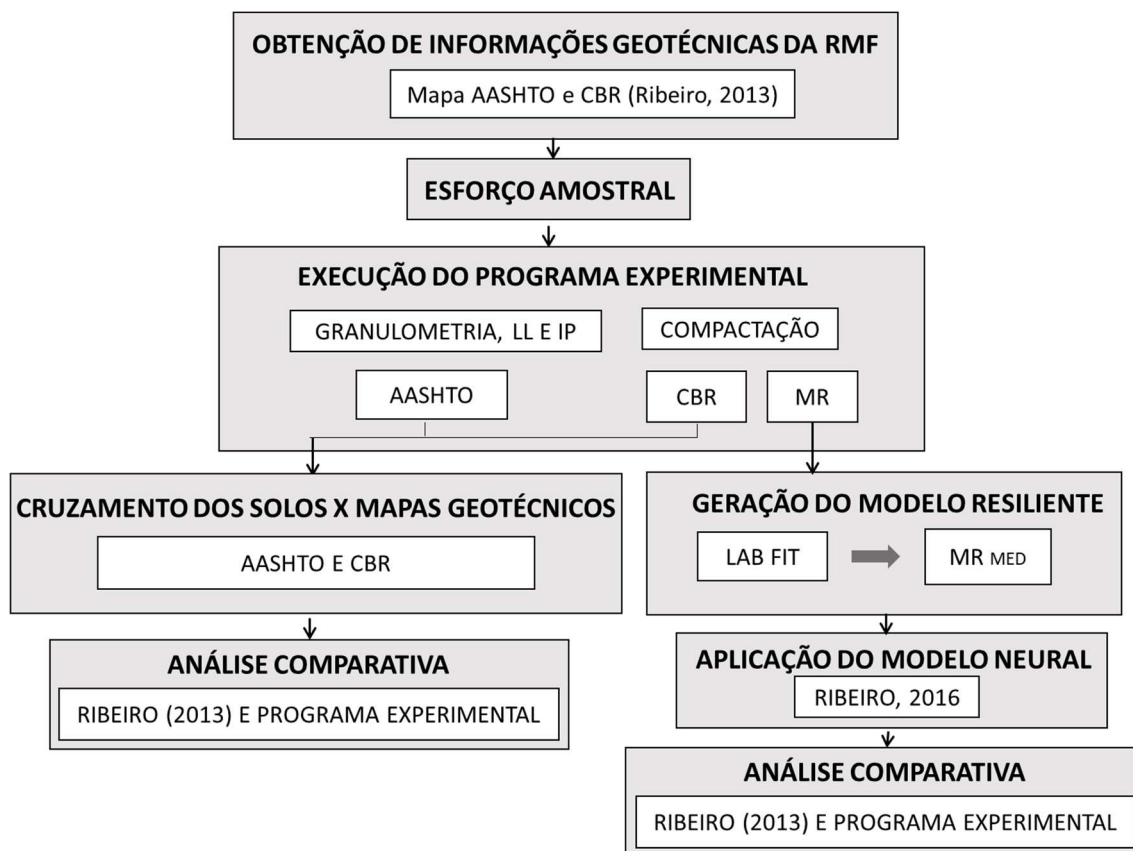 OBTENÇÃO DE INFORMAÇÕES GEOTÉCNICAS DA RMF
Mapa AASHTO e CBR (Ribeiro, 2013)
ESFORÇO AMOSTRAL
EXECUÇÃO DO PROGRAMA EXPERIMENTAL
GRANULOMETRIA, LL E IP
COMPACTAÇÃO
AASHTO
CBR
MR
CRUZAMENTO DOS SOLOS X MAPAS GEOTÉCNICOS
AASHTO E CBR
ANÁLISE COMPARATIVA
RIBEIRO (2013) E PROGRAMA EXPERIMENTAL
GERAÇÃO DO MODELO RESILIENTE
LAB FIT
MR MED
APLICAÇÃO DO MODELO NEURAL
RIBEIRO, 2016
ANÁLISE COMPARATIVA
RIBEIRO (2013) E PROGRAMA EXPERIMENTAL